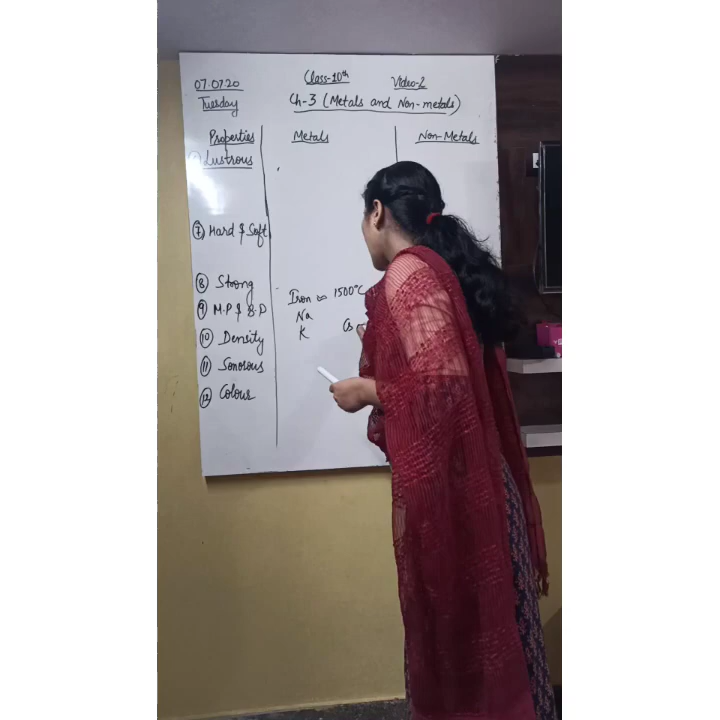 07.07.20 Class-10th Video-2
Tuesday Ch-3 (Metals and Non-metals)
Properties Metals Non-Metals
Lustrous
(7) Hard & Soft
(8) Strong
Iron ≈ 1500°C
(9) M.P & B.P
Na
(10) Density K Cs
(11) Sonorous
(12) Colour